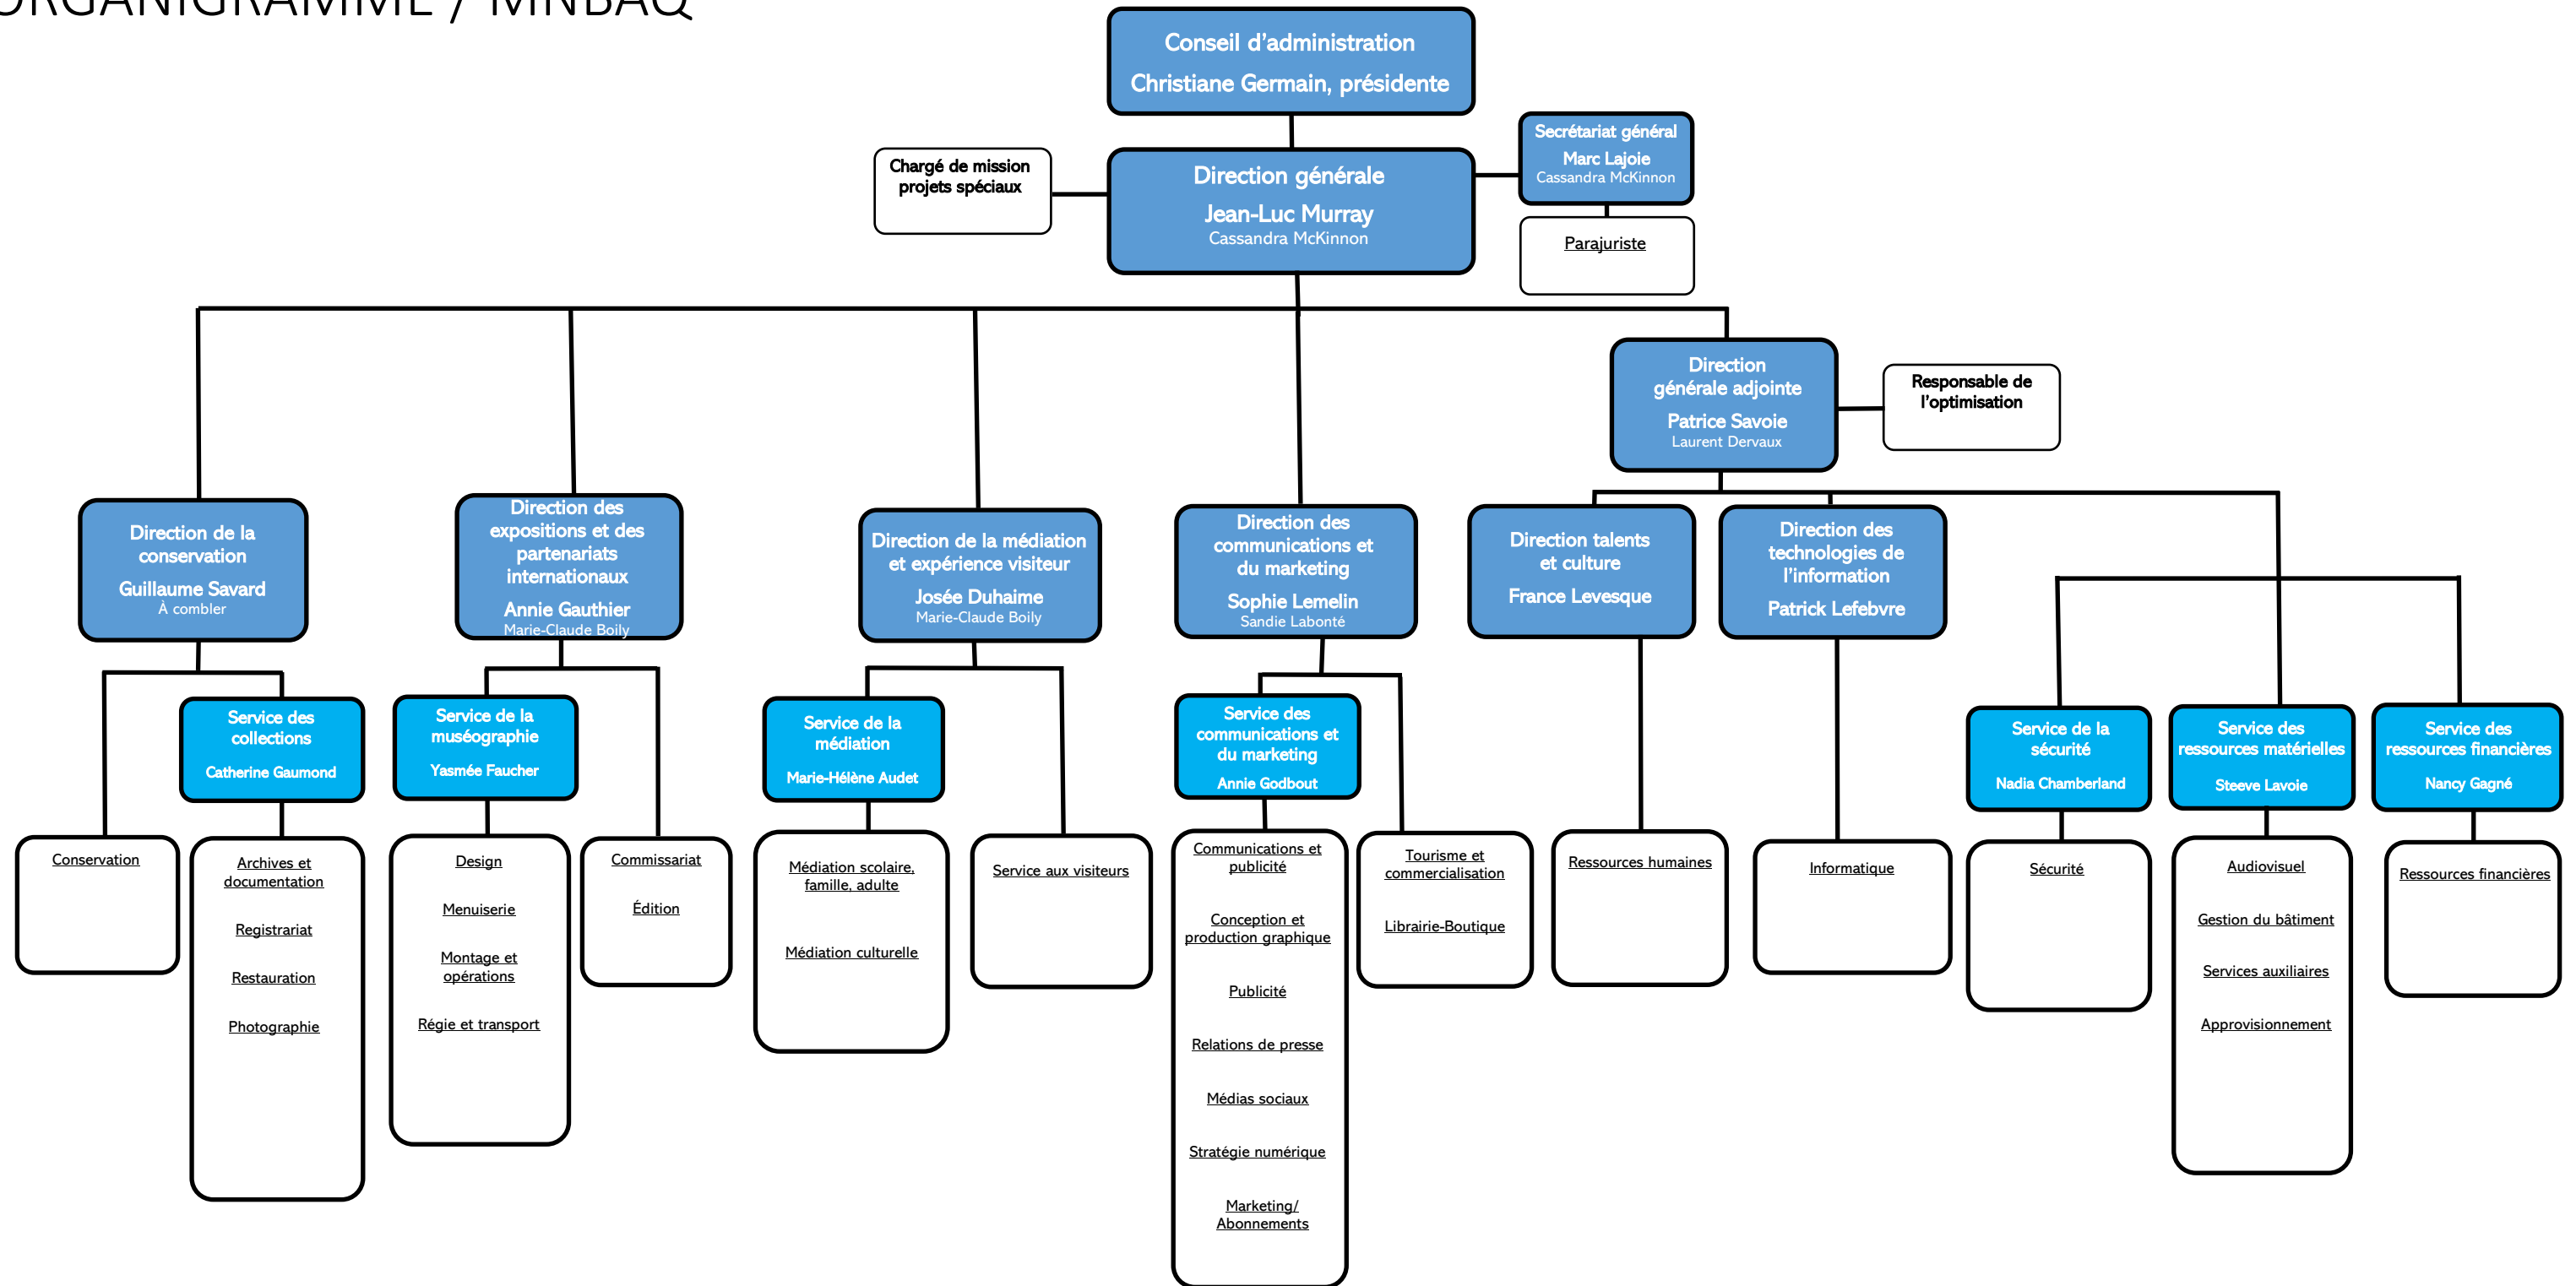 ORGANIGRAMME / MNBAQ
Conseil d'administration
Christiane Germain, présidente
Secrétariat général
Marc Lajoie
Cassandra McKinnon
Chargé de mission
projets spéciaux
Direction générale
Jean-Luc Murray
Cassandra McKinnon
Parajuriste
Direction
générale adjointe
Patrice Savoie
Laurent Dervaux
Responsable de
l'optimisation
Direction de la
conservation
Guillaume Savard
À combler
Direction des
expositions et des
partenariats
internationaux
Annie Gauthier
Marie-Claude Boily
Direction de la médiation
et expérience visiteur
Josée Duhaime
Marie-Claude Boily
Direction des
communications et
du marketing
Sophie Lemelin
Sandie Labonté
Direction talents
et culture
France Levesque
Direction des
technologies de
l'information
Patrick Lefebvre
Service des
collections
Catherine Gaumond
Service de la
muséographie
Yasmée Faucher
Service de la
médiation
Marie-Hélène Audet
Service des
communications et
du marketing
Annie Godbout
Service de la
sécurité
Nadia Chamberland
Service des
ressources matérielles
Steeve Lavoie
Service des
ressources financières
Nancy Gagné
Conservation
Archives et
documentation
Registrariat
Restauration
Photographie
Design
Menuiserie
Montage et
opérations
Régie et transport
Commissariat
Édition
Médiation scolaire,
famille, adulte
Médiation culturelle
Service aux visiteurs
Communications et
publicité
Conception et
production graphique
Publicité
Relations de presse
Médias sociaux
Stratégie numérique
Marketing/
Abonnements
Tourisme et
commercialisation
Librairie-Boutique
Ressources humaines
Informatique
Sécurité
Audiovisuel
Gestion du bâtiment
Services auxiliaires
Approvisionnement
Ressources financières